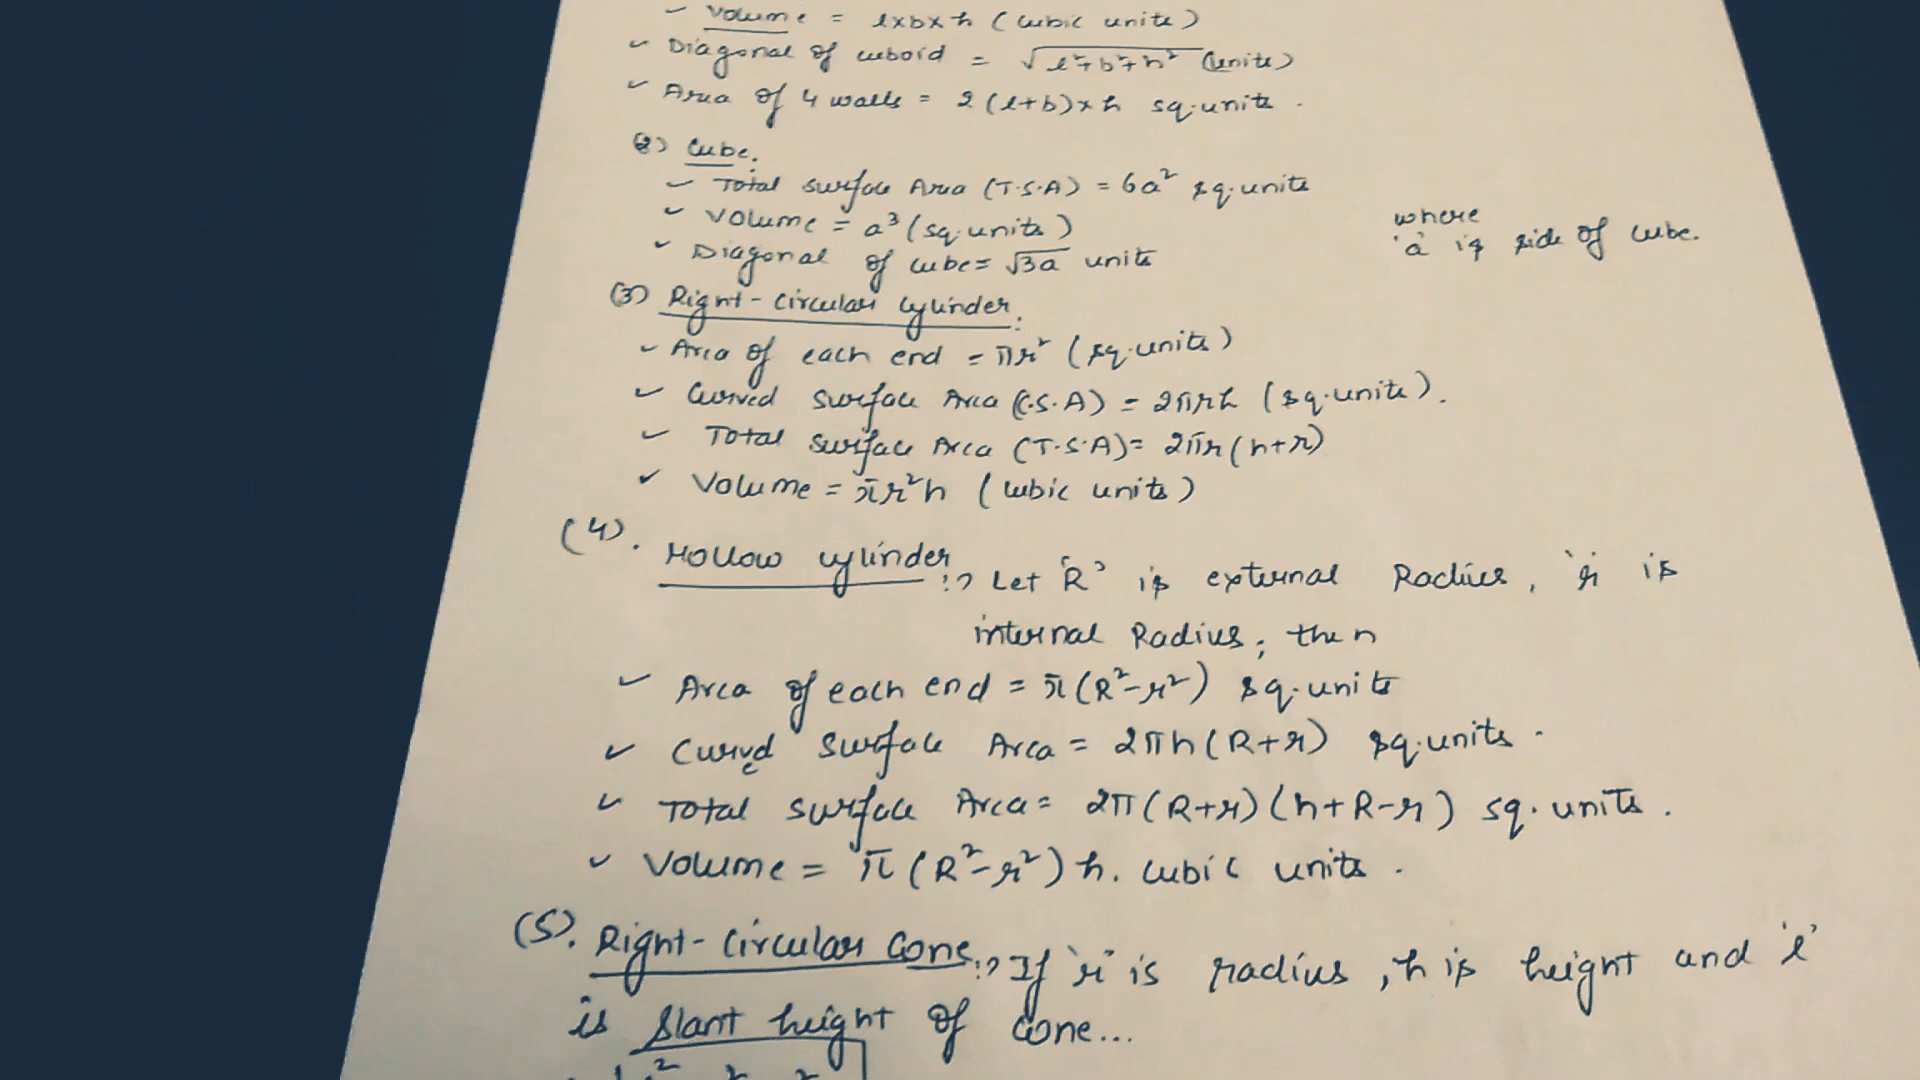 ✓ Volume = l×b×h (cubic units)
✓ Diagonal of cuboid = √l²+b²+h² (units)
✓ Area of 4 walls = 2(l+b)×h sq.units.
(2) Cube.
✓ Total surface Area (T.S.A) = 6a² sq.units
✓ Volume = a³ (sq.units)
where
✓ Diagonal of cube = √3a units
'a' is side of cube.
(3) Right-circular cylinder:
✓ Area of each end = πr² (sq.units)
✓ Curved surface Area (C.S.A) = 2πrh (sq.units).
✓ Total surface Area (T.S.A) = 2πr(h+r)
✓ Volume = πr²h (cubic units)
(4). Hollow cylinder :→ Let 'R' is external Radius, 'r' is
internal Radius; then
✓ Area of each end = π(R²-r²) sq.units
✓ Curved surface Area = 2πh(R+r) sq.units.
✓ Total surface Area = 2π(R+r)(h+R-r) sq.units.
✓ Volume = π(R²-r²)h. cubic units.
(5). Right-circular Cone :→ If 'r' is radius, h is height and 'l'
is slant height of cone...